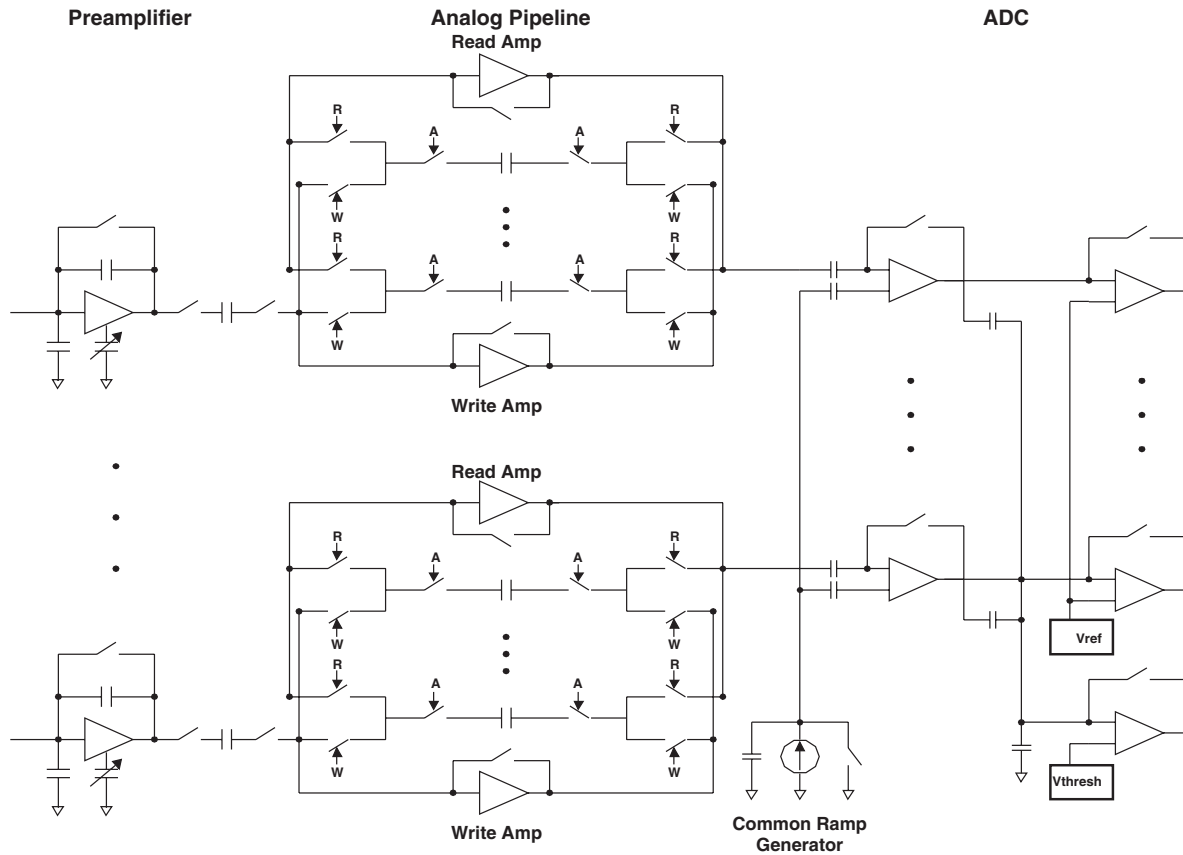 Preamplifier
Analog Pipeline
ADC
Read Amp
R
R
A
A
W
W
R
R
A
A
W
W
Write Amp
Read Amp
R
R
A
A
W
W
Vref
R
R
A
A
W
W
Vthresh
Write Amp
Common Ramp
Generator